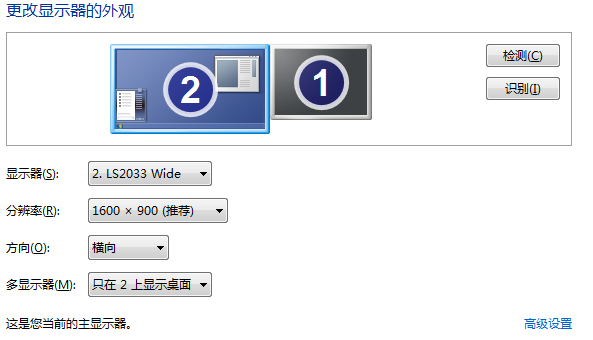 更改显示器的外观
2
1
检测(C)
识别(I)
显示器(S): 2. LS2033 Wide
分辨率(R): 1600 × 900 (推荐)
方向(O): 横向
多显示器(M): 只在 2 上显示桌面
这是您当前的主显示器。 高级设置